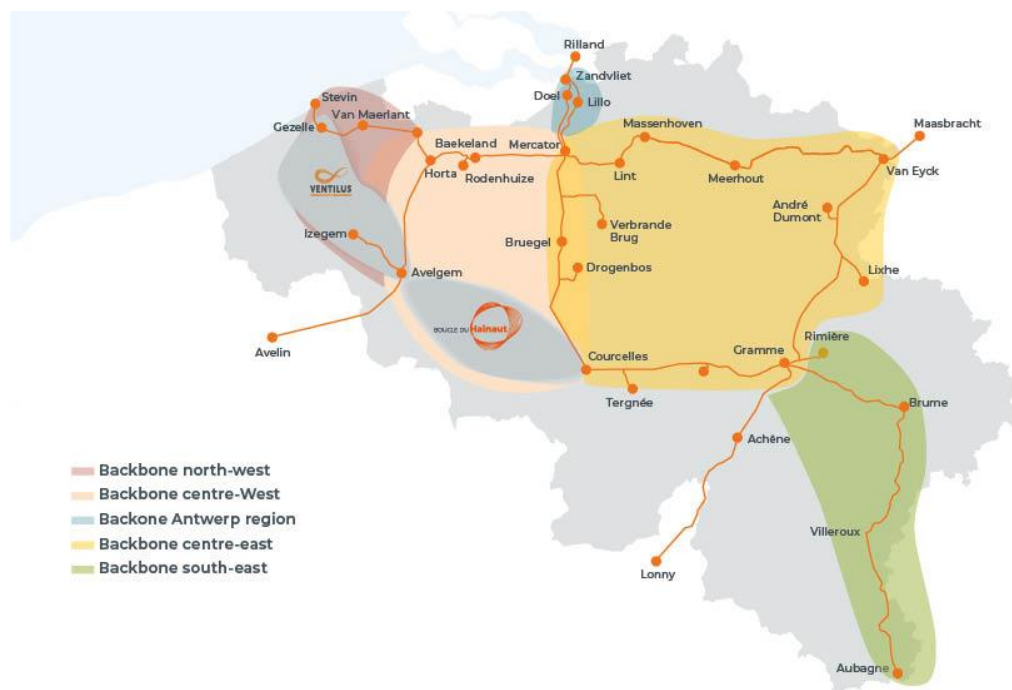 Rilland
Zandvliet
Doel
Lillo
Stevin
Van Maerlant
Gezelle
Massenhoven
Maasbracht
Baekeland
Mercator
Horta
Rodenhuize
Lint
Meerhout
Van Eyck
VENTILUS
André
Dumont
Verbrande
Brug
Izegem
Bruegel
Drogenbos
Avelgem
Lixhe
BOUCLE DU Hainaut
Rimière
Avelin
Courcelles
Gramme
Tergnée
Brume
Achêne
Backbone north-west
Backbone centre-West
Backone Antwerp region
Backbone centre-east
Backbone south-east
Villeroux
Lonny
Aubagne